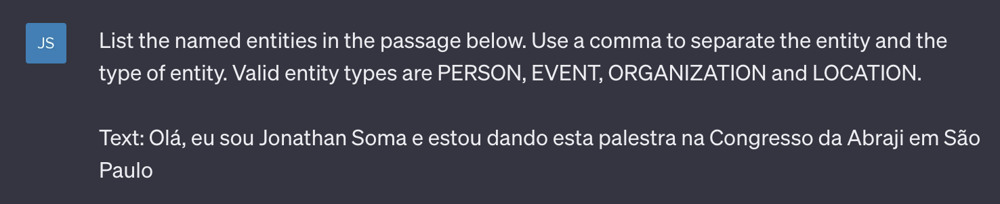 JS
List the named entities in the passage below. Use a comma to separate the entity and the
type of entity. Valid entity types are PERSON, EVENT, ORGANIZATION and LOCATION.
Text: Olá, eu sou Jonathan Soma e estou dando esta palestra na Congresso da Abraji em São
Paulo